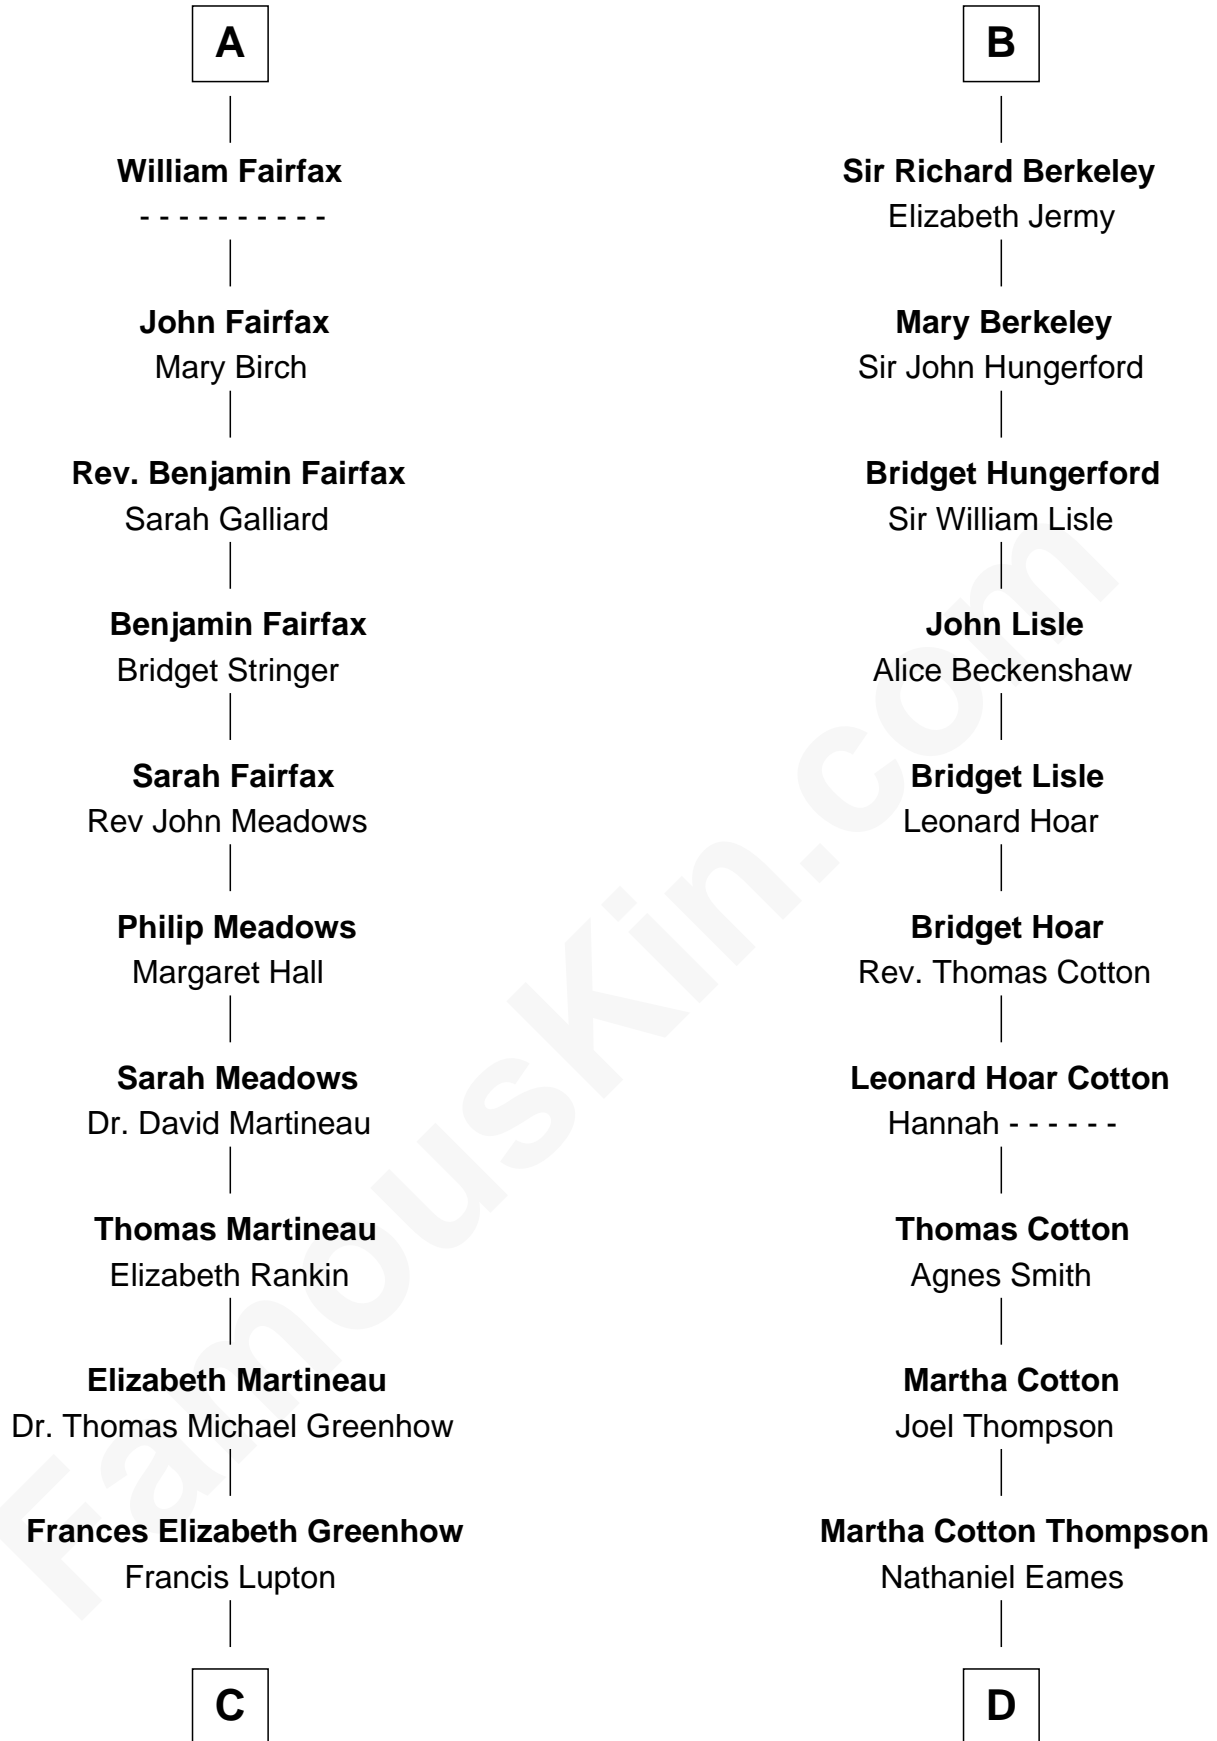 A
William Fairfax
- - - - - - - - - -
John Fairfax
Mary Birch
Rev. Benjamin Fairfax
Sarah Galliard
Benjamin Fairfax
Bridget Stringer
Sarah Fairfax
Rev John Meadows
Philip Meadows
Margaret Hall
Sarah Meadows
Dr. David Martineau
Thomas Martineau
Elizabeth Rankin
Elizabeth Martineau
Dr. Thomas Michael Greenhow
Frances Elizabeth Greenhow
Francis Lupton
C
B
Sir Richard Berkeley
Elizabeth Jermy
Mary Berkeley
Sir John Hungerford
Bridget Hungerford
Sir William Lisle
John Lisle
Alice Beckenshaw
Bridget Lisle
Leonard Hoar
Bridget Hoar
Rev. Thomas Cotton
Leonard Hoar Cotton
Hannah - - - - - -
Thomas Cotton
Agnes Smith
Martha Cotton
Joel Thompson
Martha Cotton Thompson
Nathaniel Eames
D
FamousKin.com